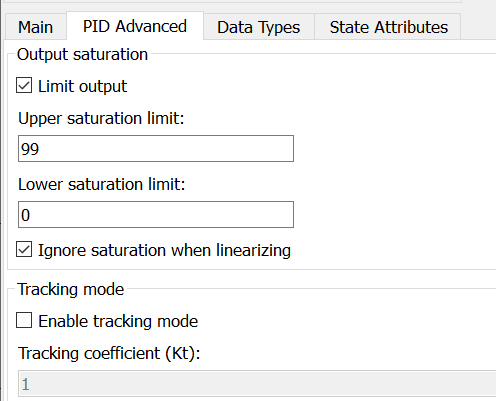 Main PID Advanced Data Types State Attributes
Output saturation
Limit output
Upper saturation limit:
99
Lower saturation limit:
0
Ignore saturation when linearizing
Tracking mode
Enable tracking mode
Tracking coefficient (Kt):
1